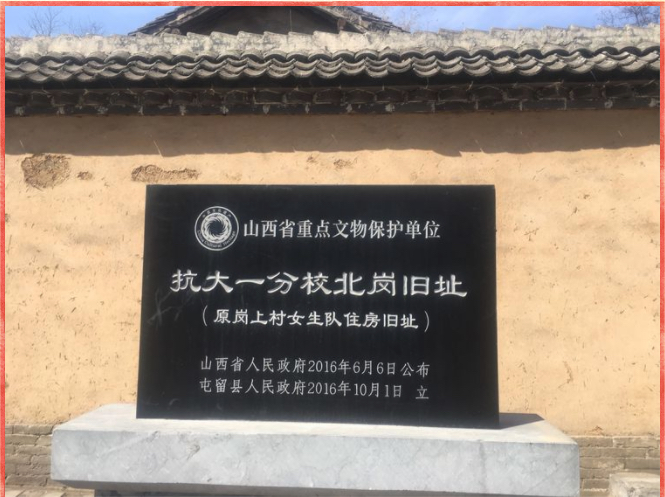 山西省重点文物保护单位
抗大一分校北岗旧址
（原岗上村女生队住房旧址）
山西省人民政府2016年6月6日公布
屯留县人民政府2016年10月1日 立